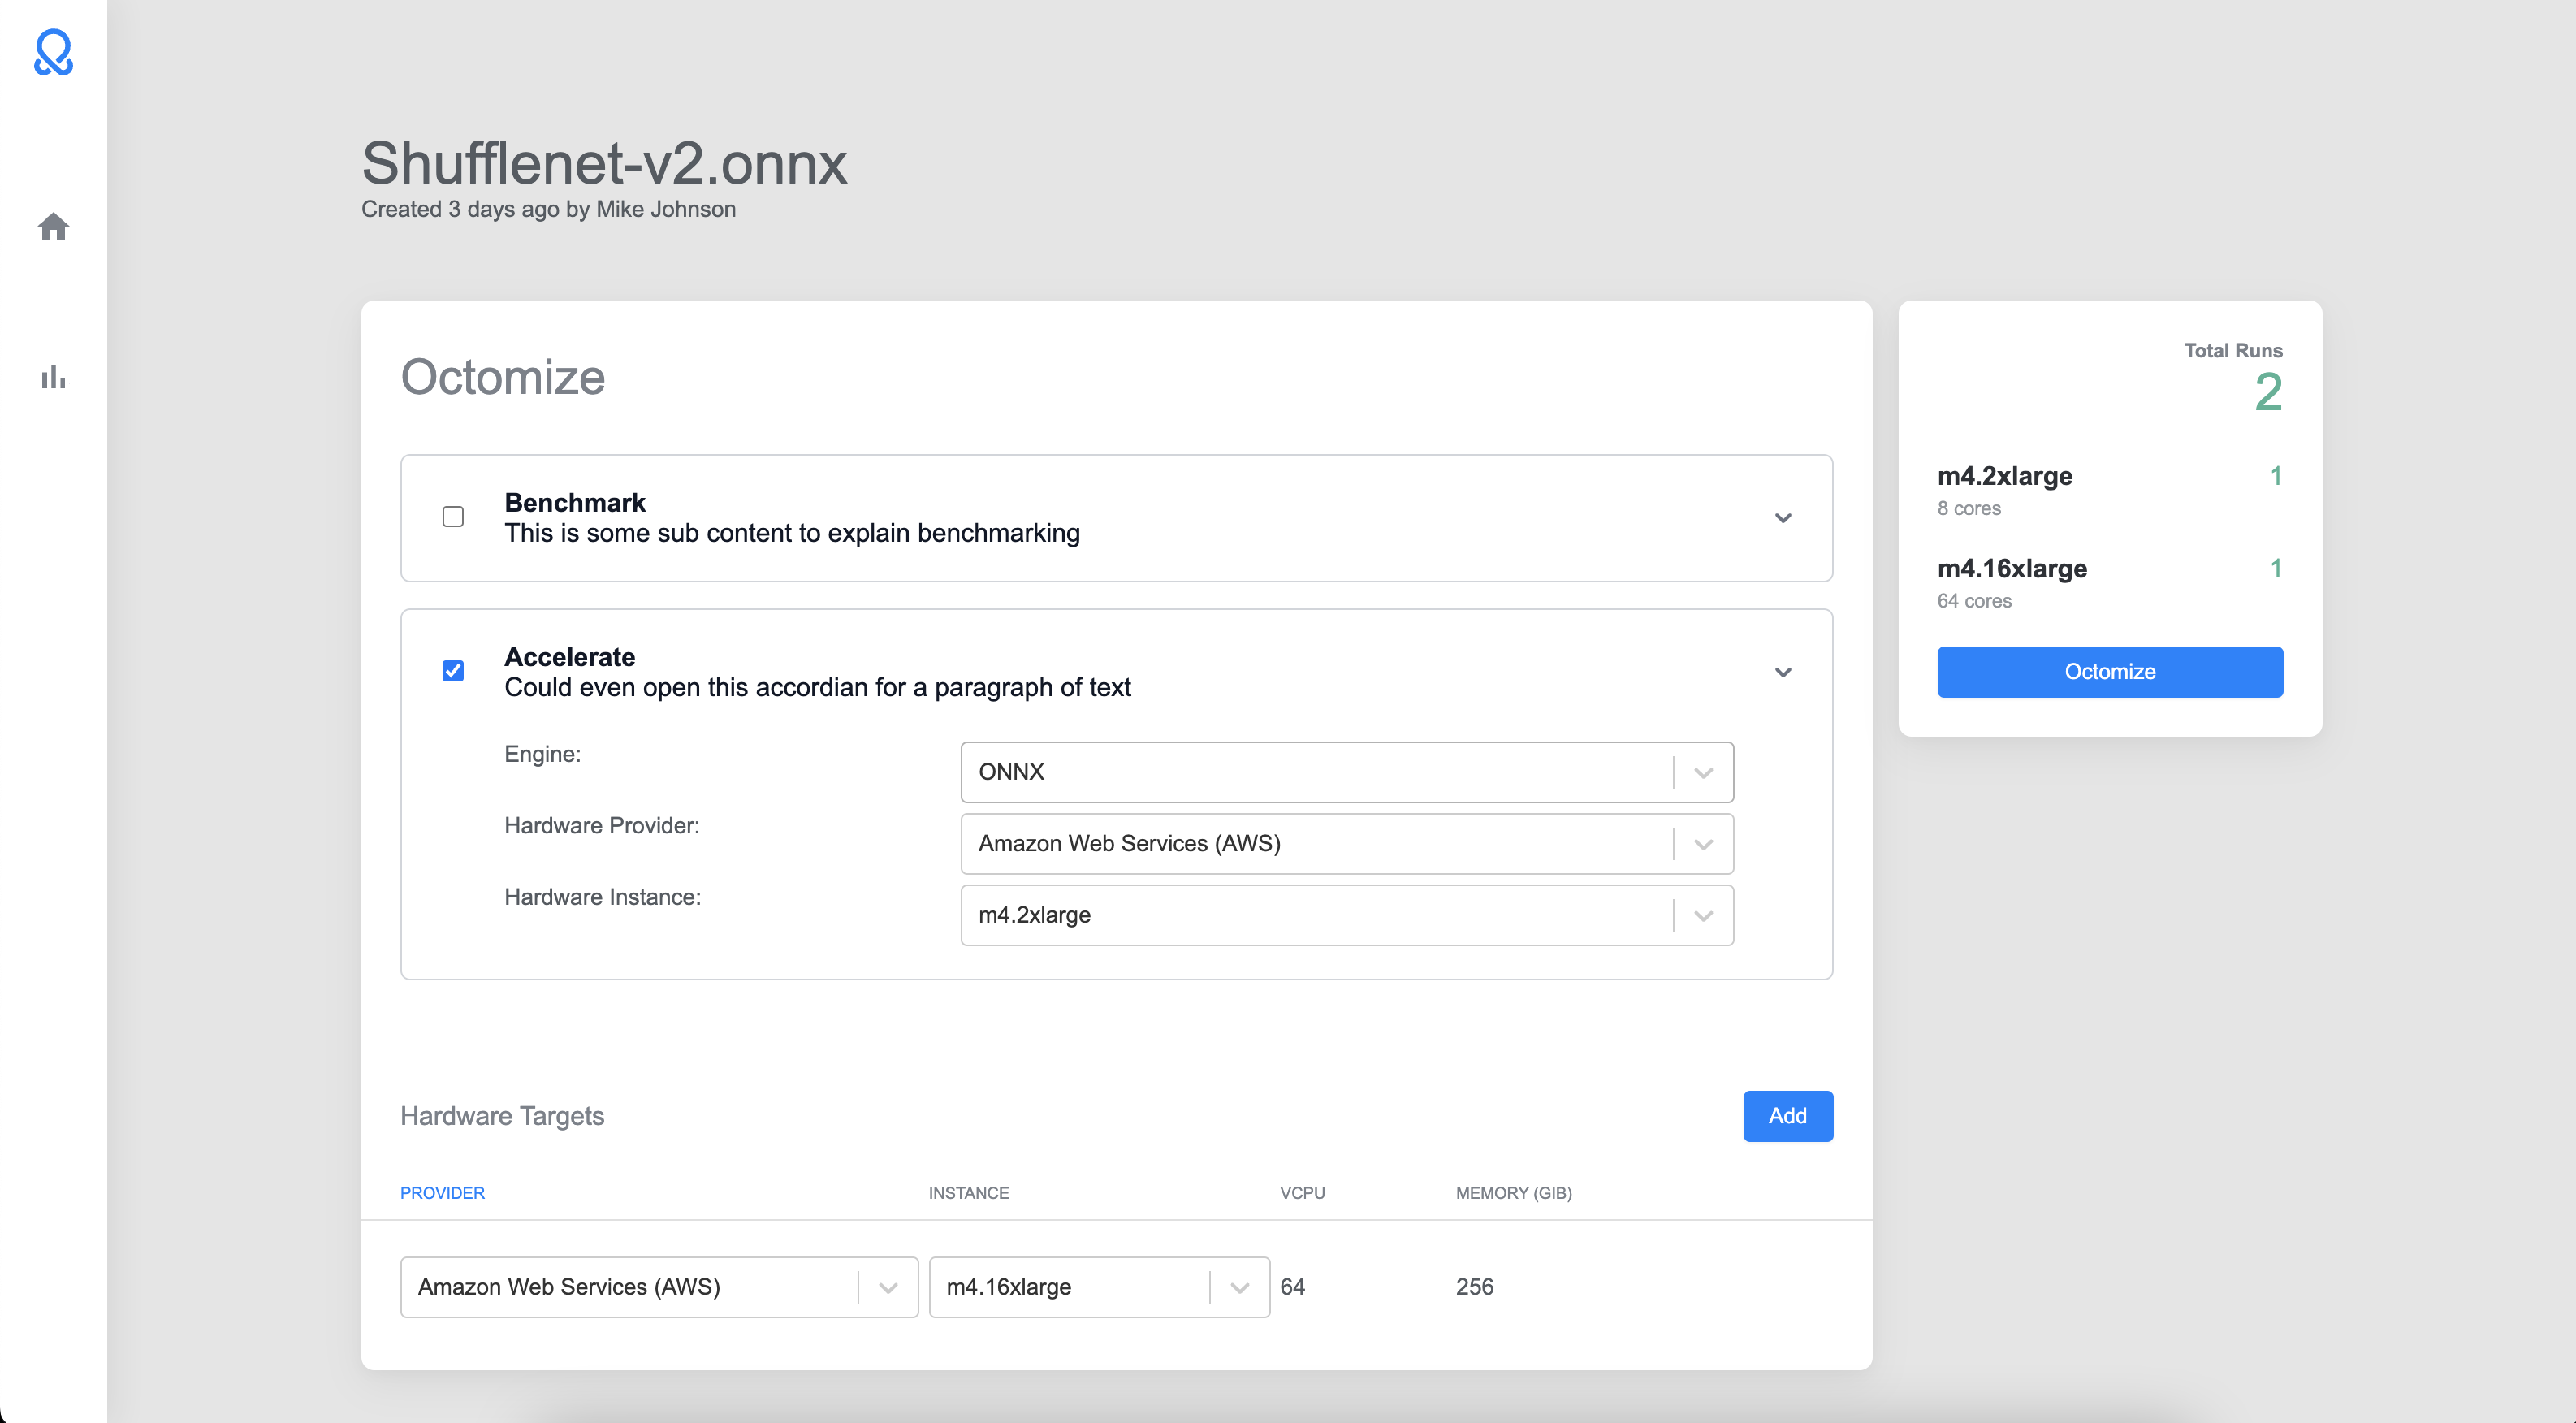 Shufflenet-v2.onnx
Created 3 days ago by Mike Johnson
Octomize
Benchmark
This is some sub content to explain benchmarking
Accelerate
Could even open this accordian for a paragraph of text
Engine:
ONNX
Hardware Provider:
Amazon Web Services (AWS)
Hardware Instance:
m4.2xlarge
Hardware Targets
Add
PROVIDER INSTANCE VCPU MEMORY (GIB)
Amazon Web Services (AWS) m4.16xlarge 64 256
Total Runs
2
m4.2xlarge 1
8 cores
m4.16xlarge 1
64 cores
Octomize